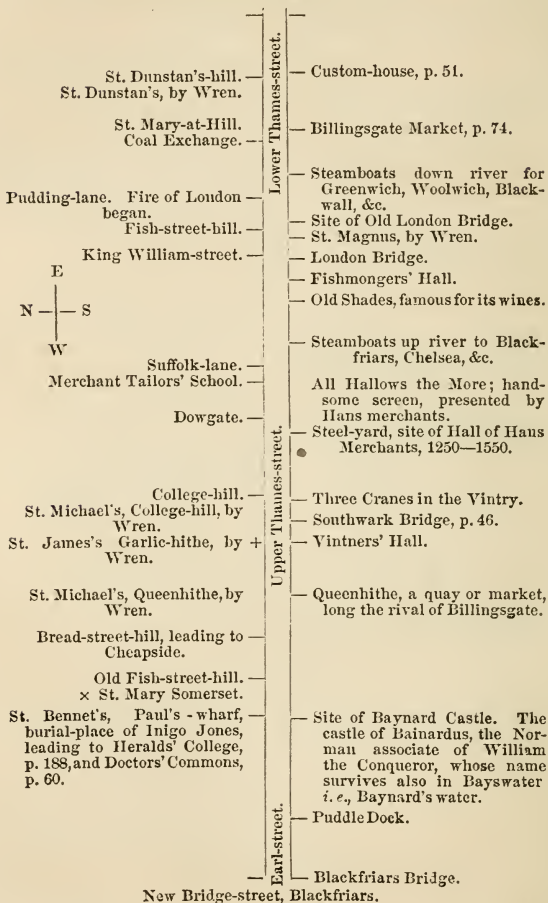 Lower Thames-street.
St. Dunstan's-hill.
St. Dunstan's, by Wren.
St. Mary-at-Hill.
Coal Exchange.
Pudding-lane. Fire of London
began.
Fish-street-hill.
King William-street.
E
N S
W
Suffolk-lane.
Merchant Tailors' School.
Dowgate.
College-hill.
St. Michael's, College-hill, by
Wren.
St. James's Garlic-hithe, by +
Wren.
St. Michael's, Queenhithe, by
Wren.
Bread-street-hill, leading to
Cheapside.
Old Fish-street-hill.
× St. Mary Somerset.
St. Bennet's, Paul's-wharf,
burial-place of Inigo Jones,
leading to Heralds' College,
p. 188, and Doctors' Commons,
p. 60.
Upper Thames-street.
Earl-street.
Custom-house, p. 51.
Billingsgate Market, p. 74.
Steamboats down river for
Greenwich, Woolwich, Black-
wall, &c.
Site of Old London Bridge.
St. Magnus, by Wren.
London Bridge.
Fishmongers' Hall.
Old Shades, famous for its wines.
Steamboats up river to Black-
friars, Chelsea, &c.
All Hallows the More; hand-
some screen, presented by
Hans merchants.
Steel-yard, site of Hall of Hans
Merchants, 1250—1550.
Three Cranes in the Vintry.
Southwark Bridge, p. 46.
Vintners' Hall.
Queenhithe, a quay or market,
long the rival of Billingsgate.
Site of Baynard Castle. The
castle of Bainardus, the Nor-
man associate of William
the Conqueror, whose name
survives also in Bayswater
i. e., Baynard's water.
Puddle Dock.
Blackfriars Bridge.
New Bridge-street, Blackfriars.